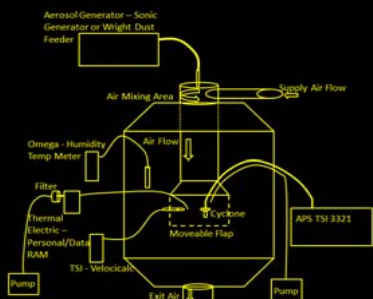 Aerosol Generator – Sonic
Generator or Wright Dust
Feeder
Air Mixing Area
Supply Air Flow
Omega - Humidity
Temp Meter
Air Flow
Filter
Thermal
Electric –
Personal/Data
RAM
Cyclone
APS TSI 3321
Moveable Flap
TSI - Velocicalc
Pump
Exit Air
Pump